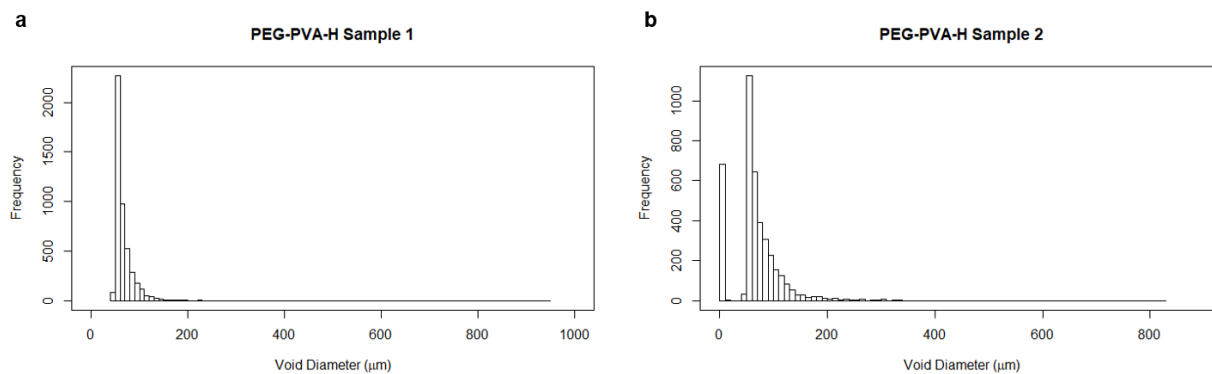 a
PEG-PVA-H Sample 1
Frequency
0
500
1000
1500
2000
0 200 400 600 800 1000
Void Diameter (μm)
b
PEG-PVA-H Sample 2
Frequency
0
200
400
600
800
1000
0 200 400 600 800
Void Diameter (μm)